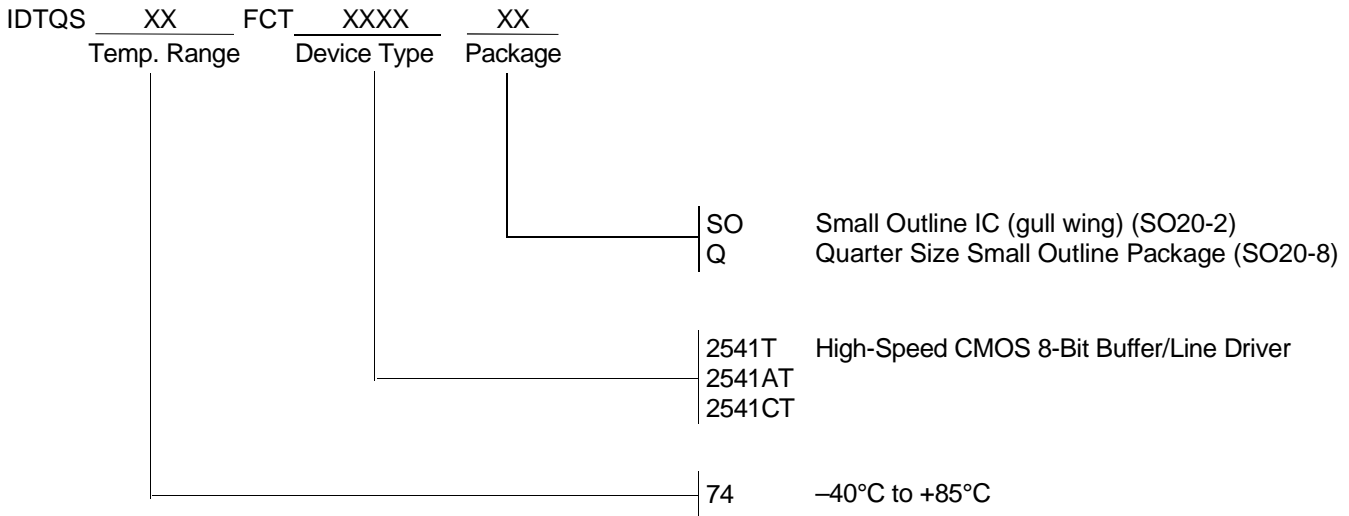 IDTQS XX FCT XXXX XX
Temp. Range Device Type Package
SO Small Outline IC (gull wing) (SO20-2)
Q Quarter Size Small Outline Package (SO20-8)
2541T High-Speed CMOS 8-Bit Buffer/Line Driver
2541AT
2541CT
74 –40°C to +85°C